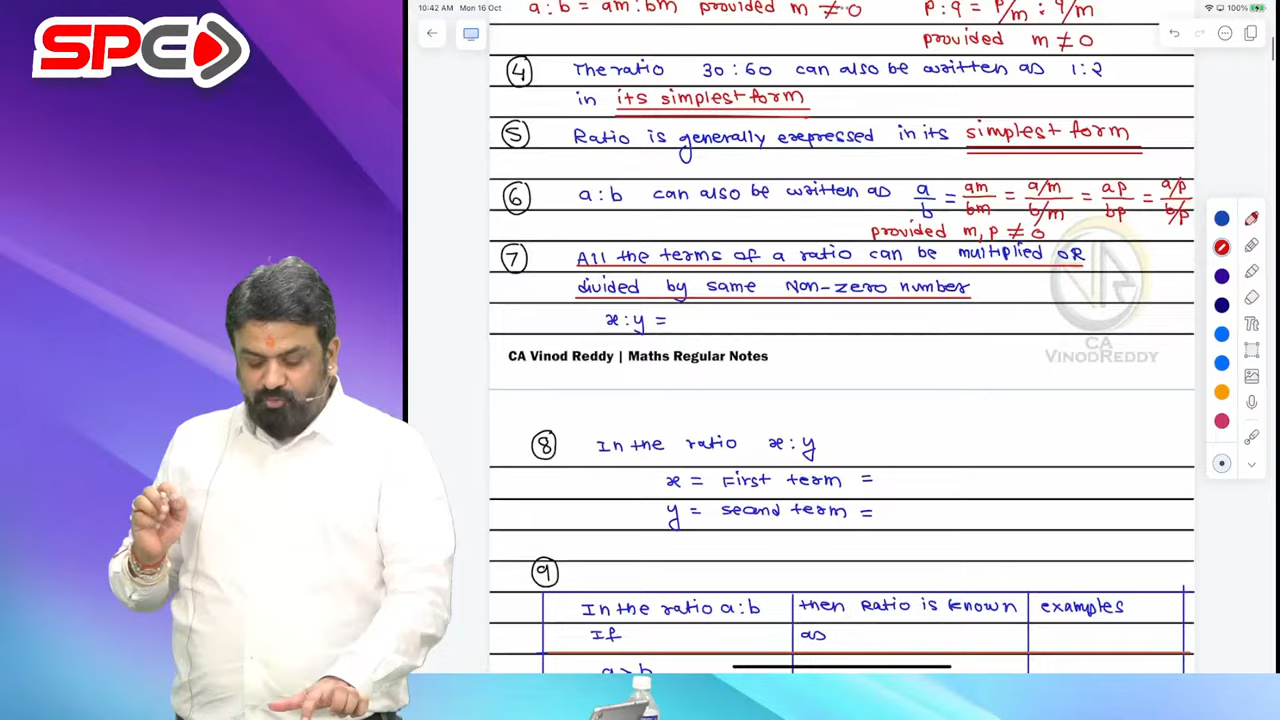 10:42 AM Mon 16 Oct
100%
SPC
a : b = am : bm provided m ≠ 0
p : q = p/m : q/m
provided m ≠ 0
④ The ratio 30 : 60 can also be written as 1 : 2
in its simplest form
⑤ Ratio is generally expressed in its simplest form
⑥ a : b can also be written as a/b = am/bm = a/m / b/m = ap/bp = a/p / b/p
provided m, p ≠ 0
⑦ All the terms of a ratio can be multiplied OR
divided by same Non-zero number
x : y =
CA Vinod Reddy | Maths Regular Notes
CA
VINODREDDY
⑧ In the ratio x : y
x = First term =
y = second term =
⑨
In the ratio a : b then Ratio is known examples
If as
a > b
Tt